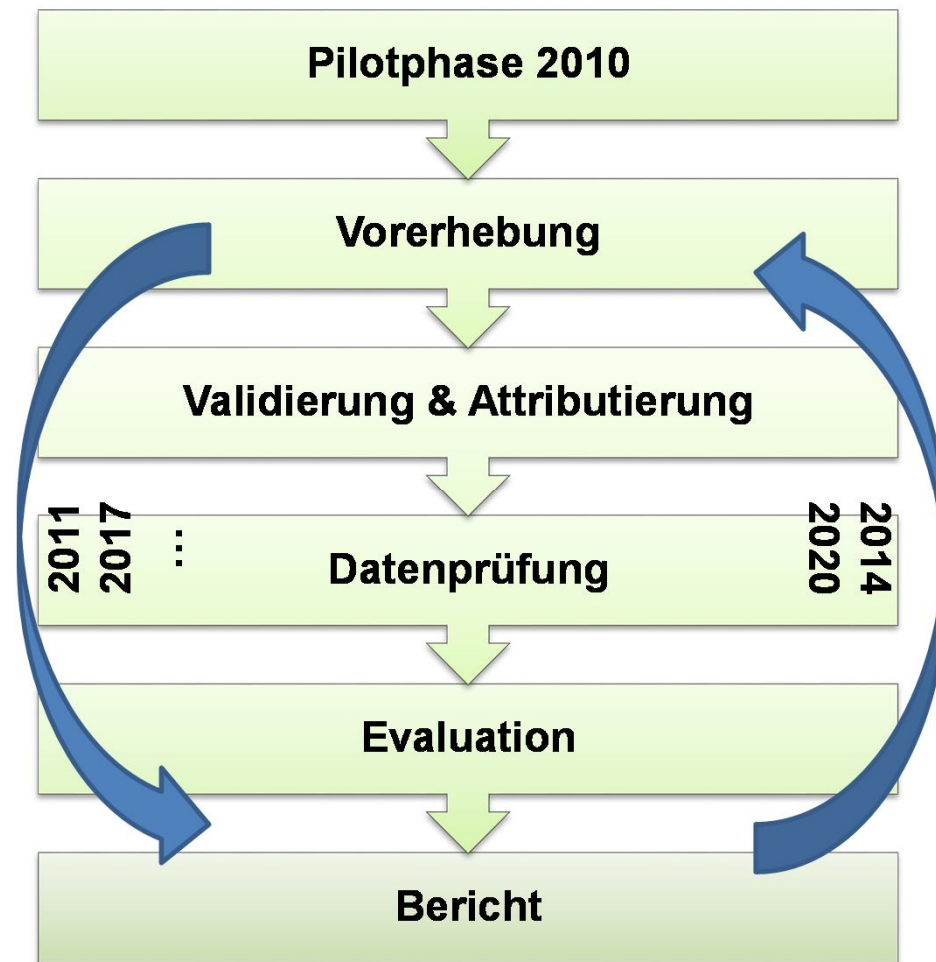 Pilotphase 2010
Vorerhebung
Validierung & Attributierung
2011
2017
...
Datenprüfung
2014
2020
Evaluation
Bericht